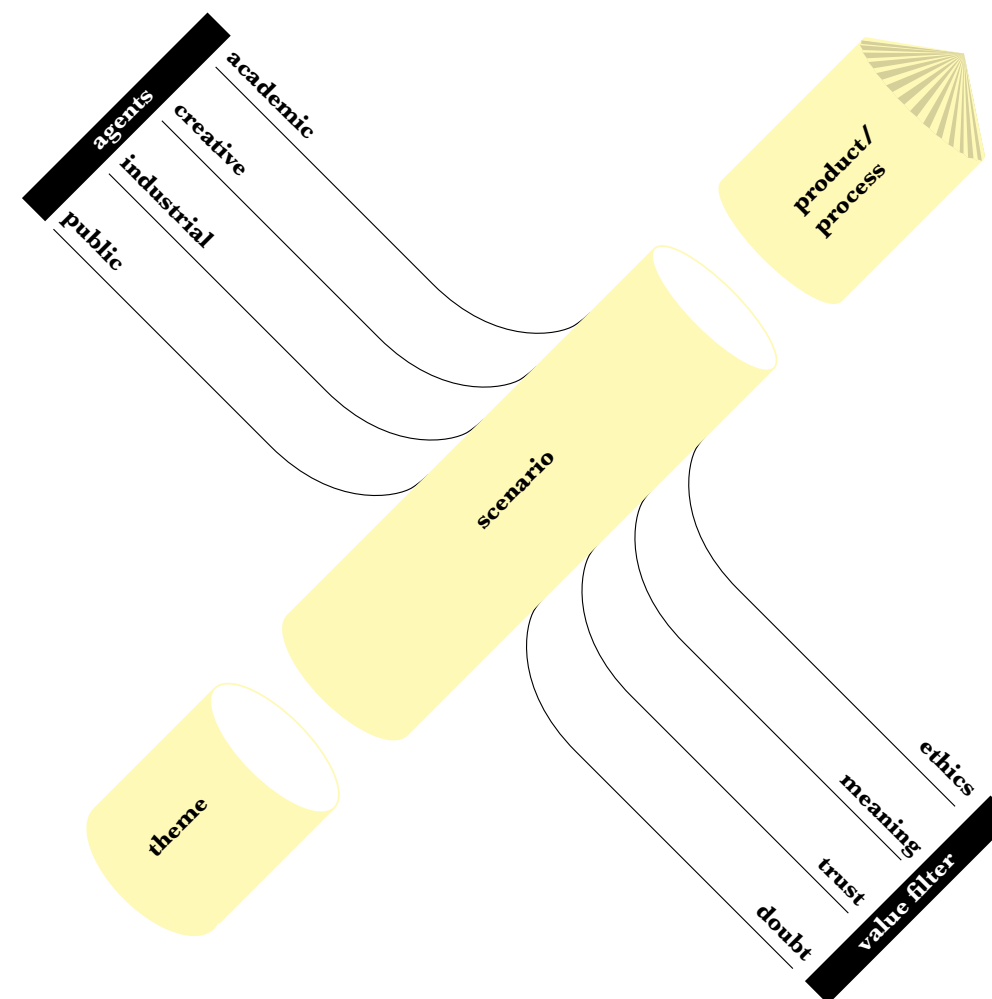 agents
academic
creative
industrial
public
product/
process
scenario
theme
ethics
meaning
trust
doubt
value filter